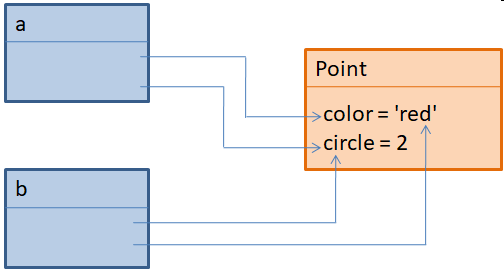 a
Point
color = 'red'
circle = 2
b